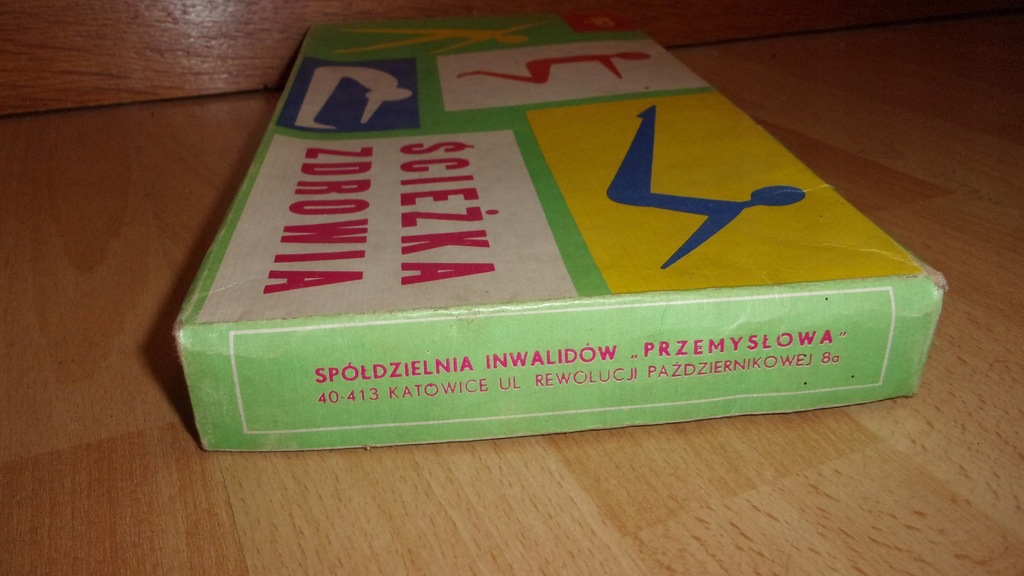 ŚCIEŻKA
ZDROWIA
SPÓŁDZIELNIA INWALIDÓW „PRZEMYSŁOWA"
40-413 KATOWICE UL REWOLUCJI PAŹDZIERNIKOWEJ 8a